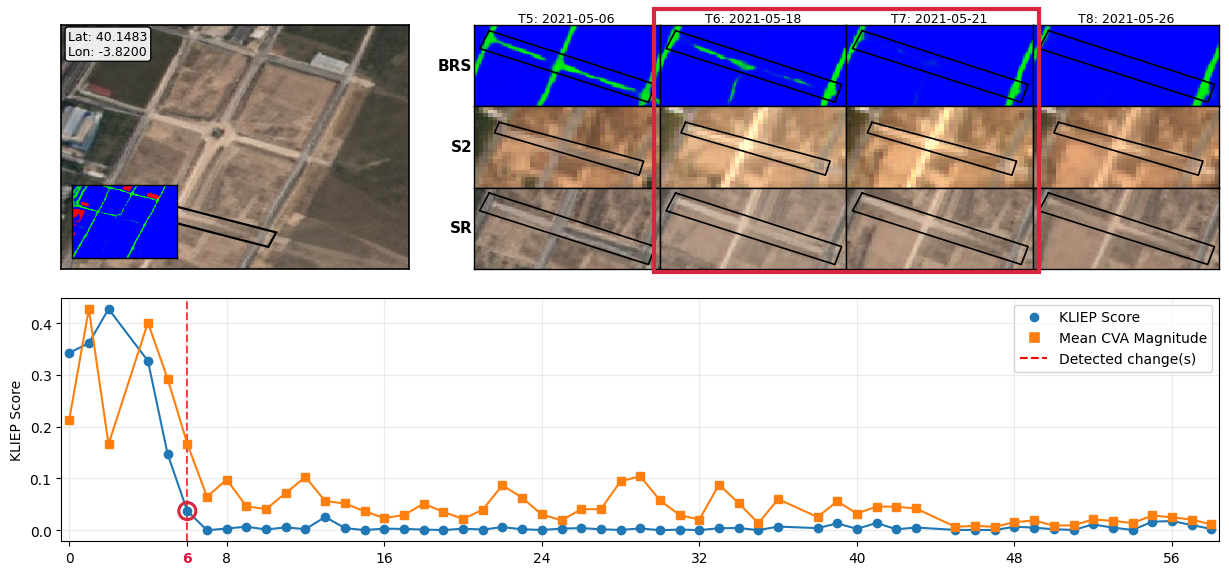 Lat: 40.1483
Lon: -3.8200
T5: 2021-05-06
T6: 2021-05-18
T7: 2021-05-21
T8: 2021-05-26
BRS
S2
SR
KLIEP Score
0.4
0.3
0.2
0.1
0.0
KLIEP Score
Mean CVA Magnitude
Detected change(s)
0
6
8
16
24
32
40
48
56